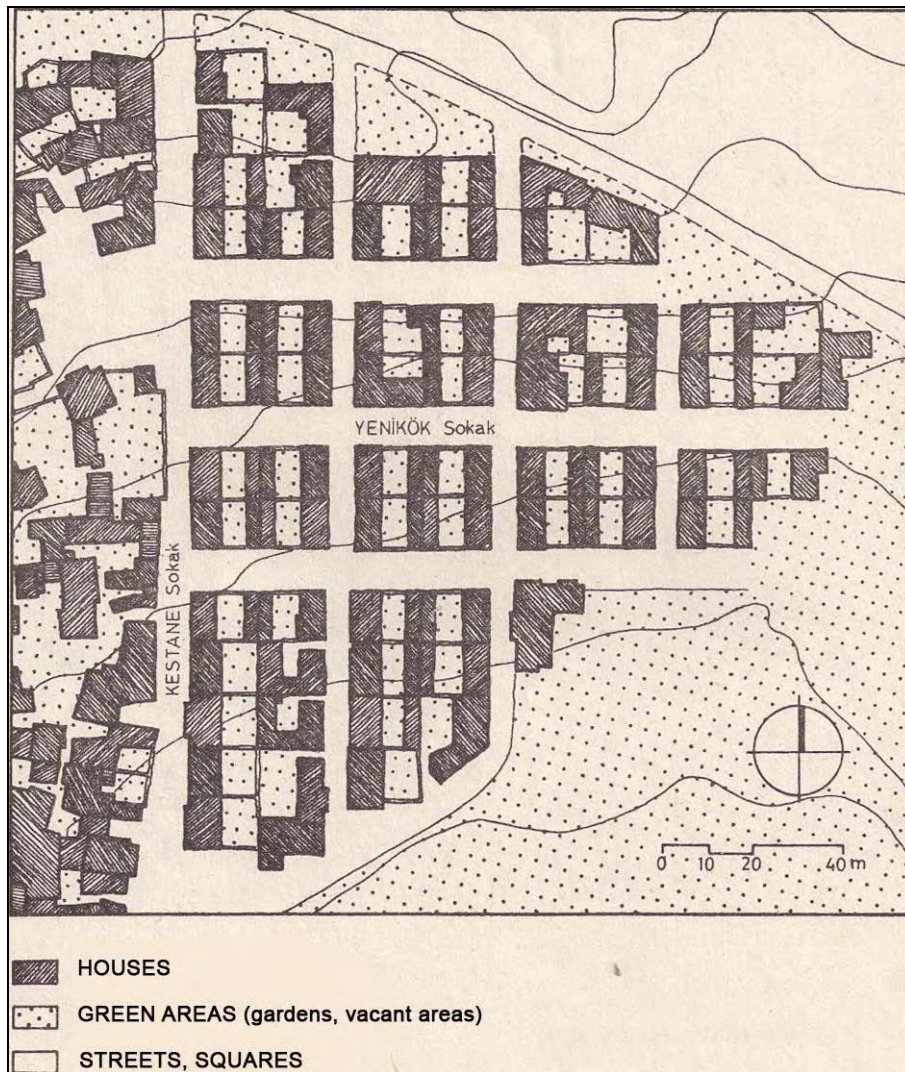 YENİKÖK Sokak
KESTANE Sokak
0 10 20 40 m
HOUSES
GREEN AREAS (gardens, vacant areas)
STREETS, SQUARES